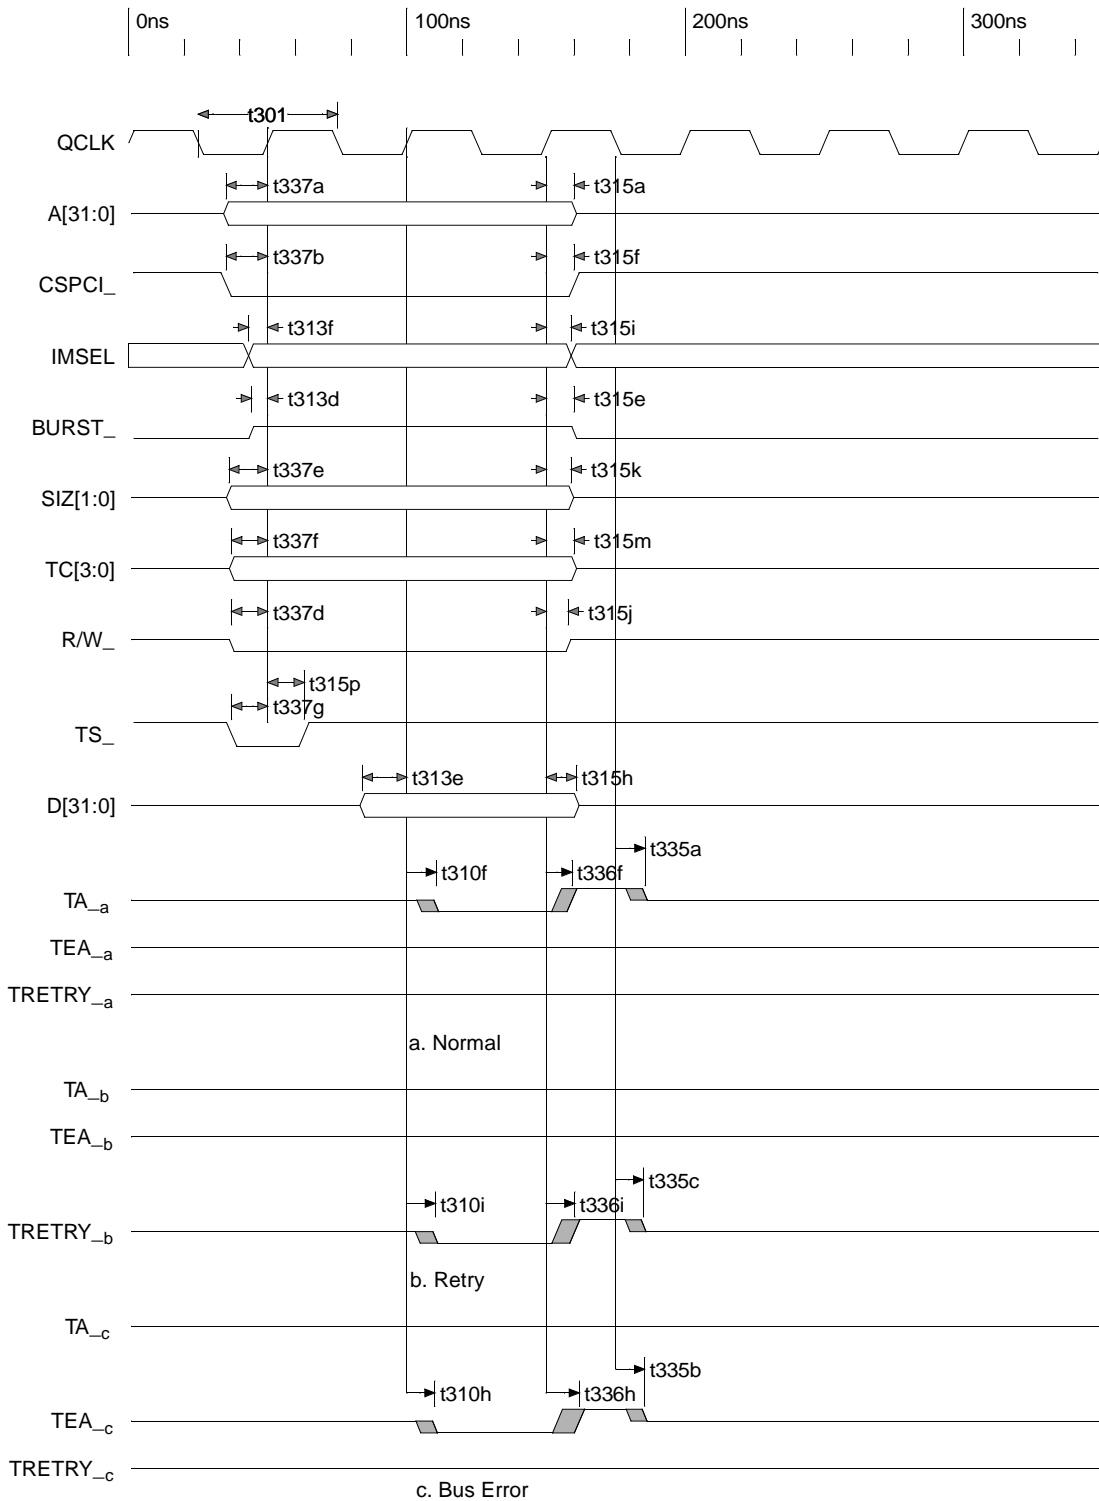 0ns 100ns 200ns 300ns
t301
QCLK
t337a t315a
A[31:0]
t337b t315f
CSPCI_
t313f t315i
IMSEL
t313d t315e
BURST_
t337e t315k
SIZ[1:0]
t337f t315m
TC[3:0]
t337d t315j
R/W_
t315p
t337g
TS_
t313e t315h
D[31:0]
t335a
t310f t336f
TA_a
TEA_a
TRETRY_a
a. Normal
TA_b
TEA_b
t335c
t310i t336i
TRETRY_b
b. Retry
TA_c
t335b
t310h t336h
TEA_c
TRETRY_c
c. Bus Error